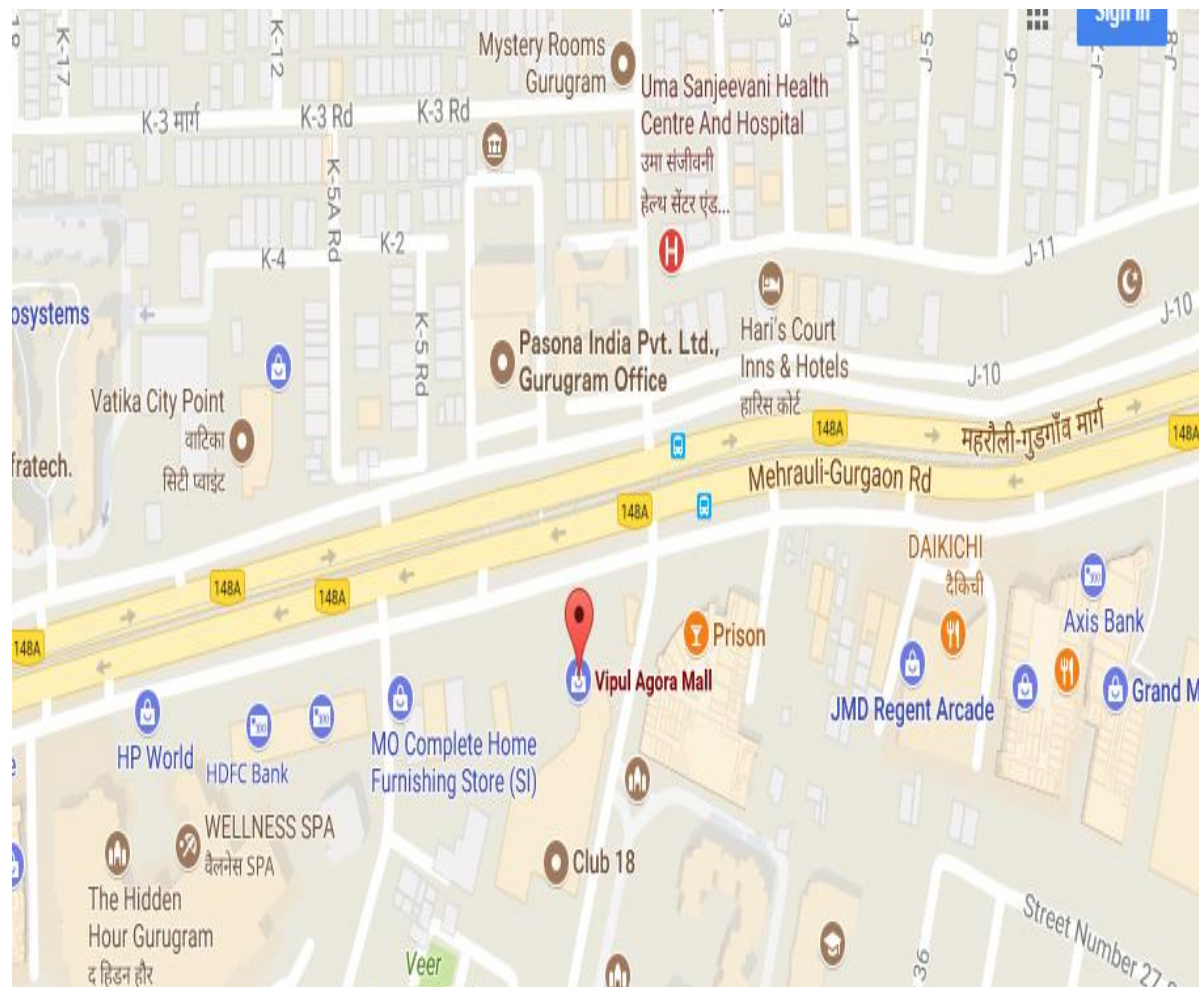 K-17
K-12
Mystery Rooms
Gurugram
J-4
J-5
Sign in
K-3 मार्ग
K-3 Rd
K-3 Rd
Uma Sanjeevani Health
Centre And Hospital
उमा संजीवनी
हेल्थ सेंटर एंड...
H
K-5A Rd
K-2
K-4
J-11
osystems
K-5 Rd
Pasona India Pvt. Ltd.,
Gurugram Office
Hari's Court
Inns & Hotels
हारिस कोर्ट
J-10
J-10
Vatika City Point
वाटिका
सिटी प्वाइंट
fratech.
148A
महरौली-गुडगाँव मार्ग
148A
Mehrauli-Gurgaon Rd
148A
DAIKICHI
दैकिची
148A
148A
148A
Axis Bank
Prison
Vipul Agora Mall
JMD Regent Arcade
Grand M
HP World
HDFC Bank
MO Complete Home
Furnishing Store (SI)
WELLNESS SPA
वैलनेस SPA
Club 18
The Hidden
Hour Gurugram
द हिडन हौर
Veer
36
Street Number 27